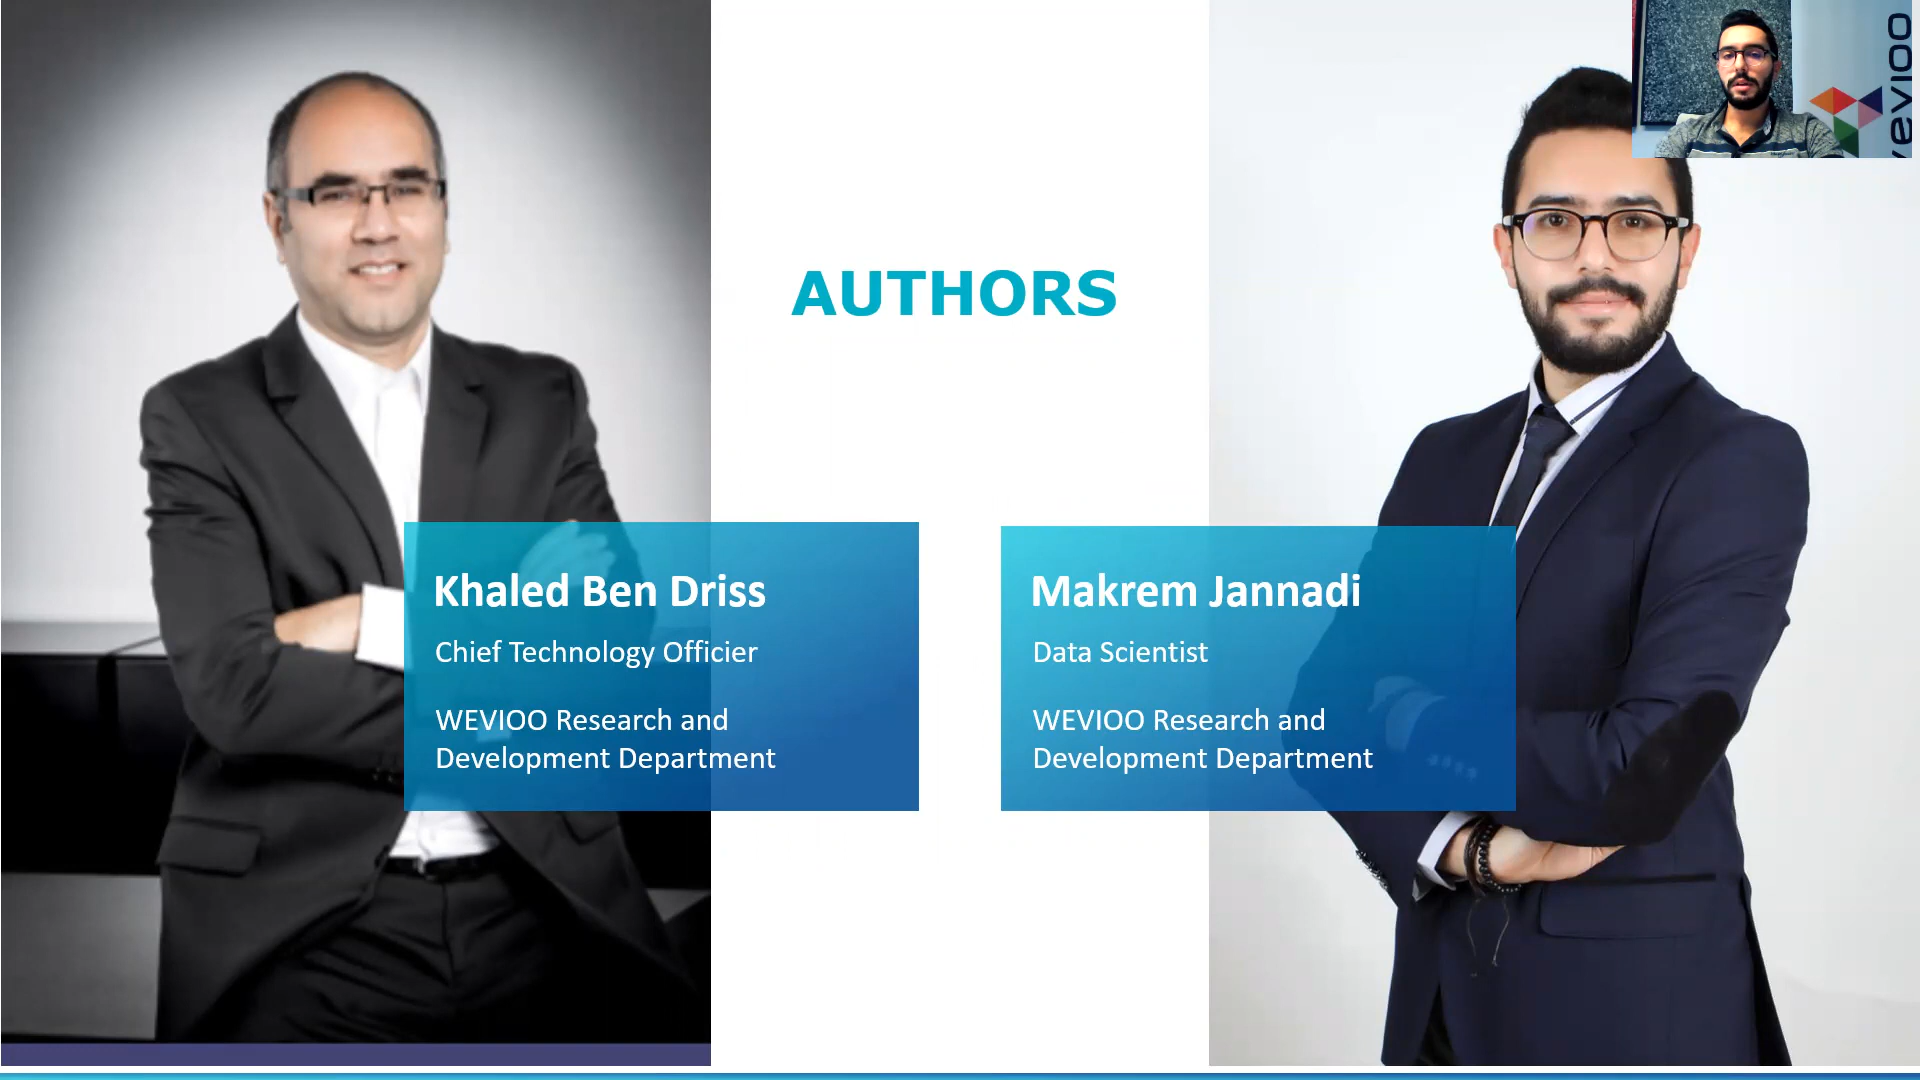 AUTHORS
Khaled Ben Driss
Chief Technology Officier
WEVIOO Research and
Development Department
Makrem Jannadi
Data Scientist
WEVIOO Research and
Development Department
evioo